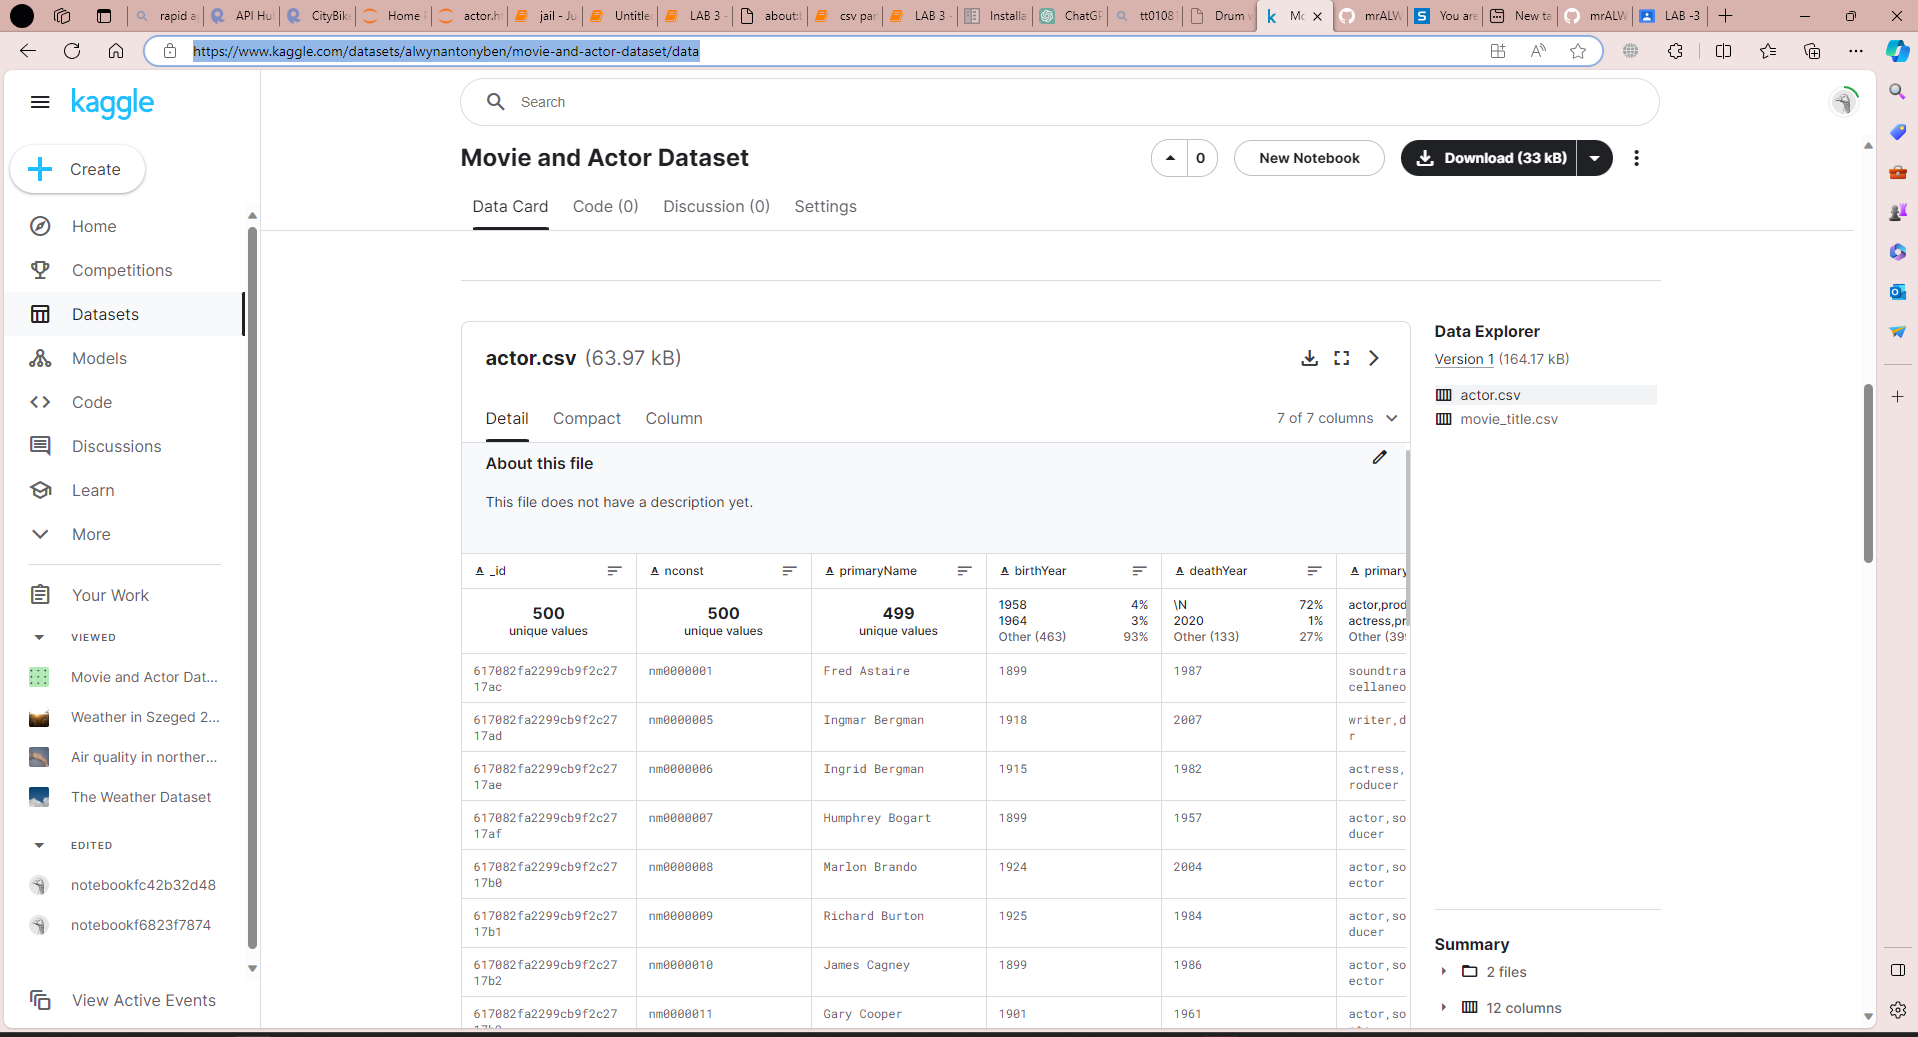 rapid a
API Hu
CityBik
Home
actor.h
jail - Ju
Untitle
LAB 3 -
about:b
csv par
LAB 3 -
Installa
ChatGP
tt0108
Drum v
Mo
mrALW
You are
New ta
mrALW
LAB -3
https://www.kaggle.com/datasets/alwynantonyben/movie-and-actor-dataset/data
kaggle
Search
Create
Movie and Actor Dataset
0
New Notebook
Download (33 kB)
Data Card
Code (0)
Discussion (0)
Settings
Home
Competitions
Datasets
Models
Code
Discussions
Learn
More
Your Work
VIEWED
Movie and Actor Dat...
Weather in Szeged 2...
Air quality in norther...
The Weather Dataset
EDITED
notebookfc42b32d48
notebookf6823f7874
View Active Events
actor.csv (63.97 kB)
Detail
Compact
Column
7 of 7 columns
About this file
This file does not have a description yet.
A _id
A nconst
A primaryName
A birthYear
A deathYear
A primary
500
unique values
500
unique values
499
unique values
1958 4%
1964 3%
Other (463) 93%
\N 72%
2020 1%
Other (133) 27%
actor,prod
actress,pr
Other (39
617082fa2299cb9f2c27
17ac
nm0000001
Fred Astaire
1899
1987
soundtra
cellaneo
617082fa2299cb9f2c27
17ad
nm0000005
Ingmar Bergman
1918
2007
writer,d
r
617082fa2299cb9f2c27
17ae
nm0000006
Ingrid Bergman
1915
1982
actress,
roducer
617082fa2299cb9f2c27
17af
nm0000007
Humphrey Bogart
1899
1957
actor,so
ducer
617082fa2299cb9f2c27
17b0
nm0000008
Marlon Brando
1924
2004
actor,so
ector
617082fa2299cb9f2c27
17b1
nm0000009
Richard Burton
1925
1984
actor,so
ducer
617082fa2299cb9f2c27
17b2
nm0000010
James Cagney
1899
1986
actor,so
ector
617082fa2299cb9f2c27
nm0000011
Gary Cooper
1901
1961
actor,so
Data Explorer
Version 1 (164.17 kB)
actor.csv
movie_title.csv
Summary
2 files
12 columns